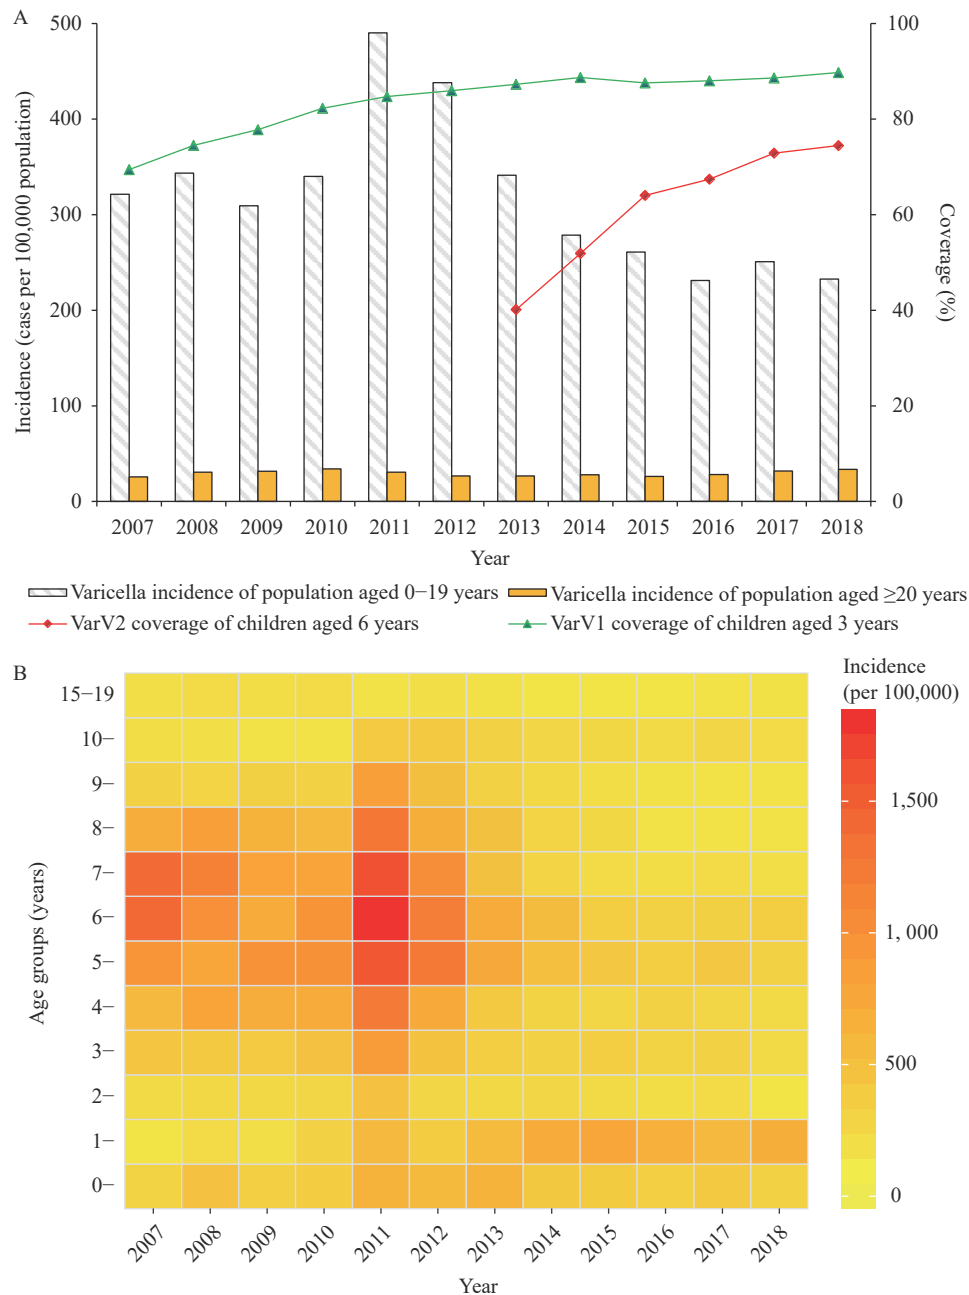 A
500
400
300
200
100
0
Incidence (case per 100,000 population)
100
80
60
40
20
0
Coverage (%)
2007 2008 2009 2010 2011 2012 2013 2014 2015 2016 2017 2018
Year
Varicella incidence of population aged 0−19 years
Varicella incidence of population aged ≥20 years
VarV2 coverage of children aged 6 years
VarV1 coverage of children aged 3 years
B
15−19
10−
9−
8−
7−
6−
5−
4−
3−
2−
1−
0−
Age groups (years)
2007 2008 2009 2010 2011 2012 2013 2014 2015 2016 2017 2018
Year
Incidence
(per 100,000)
1,500
1, 000
500
0